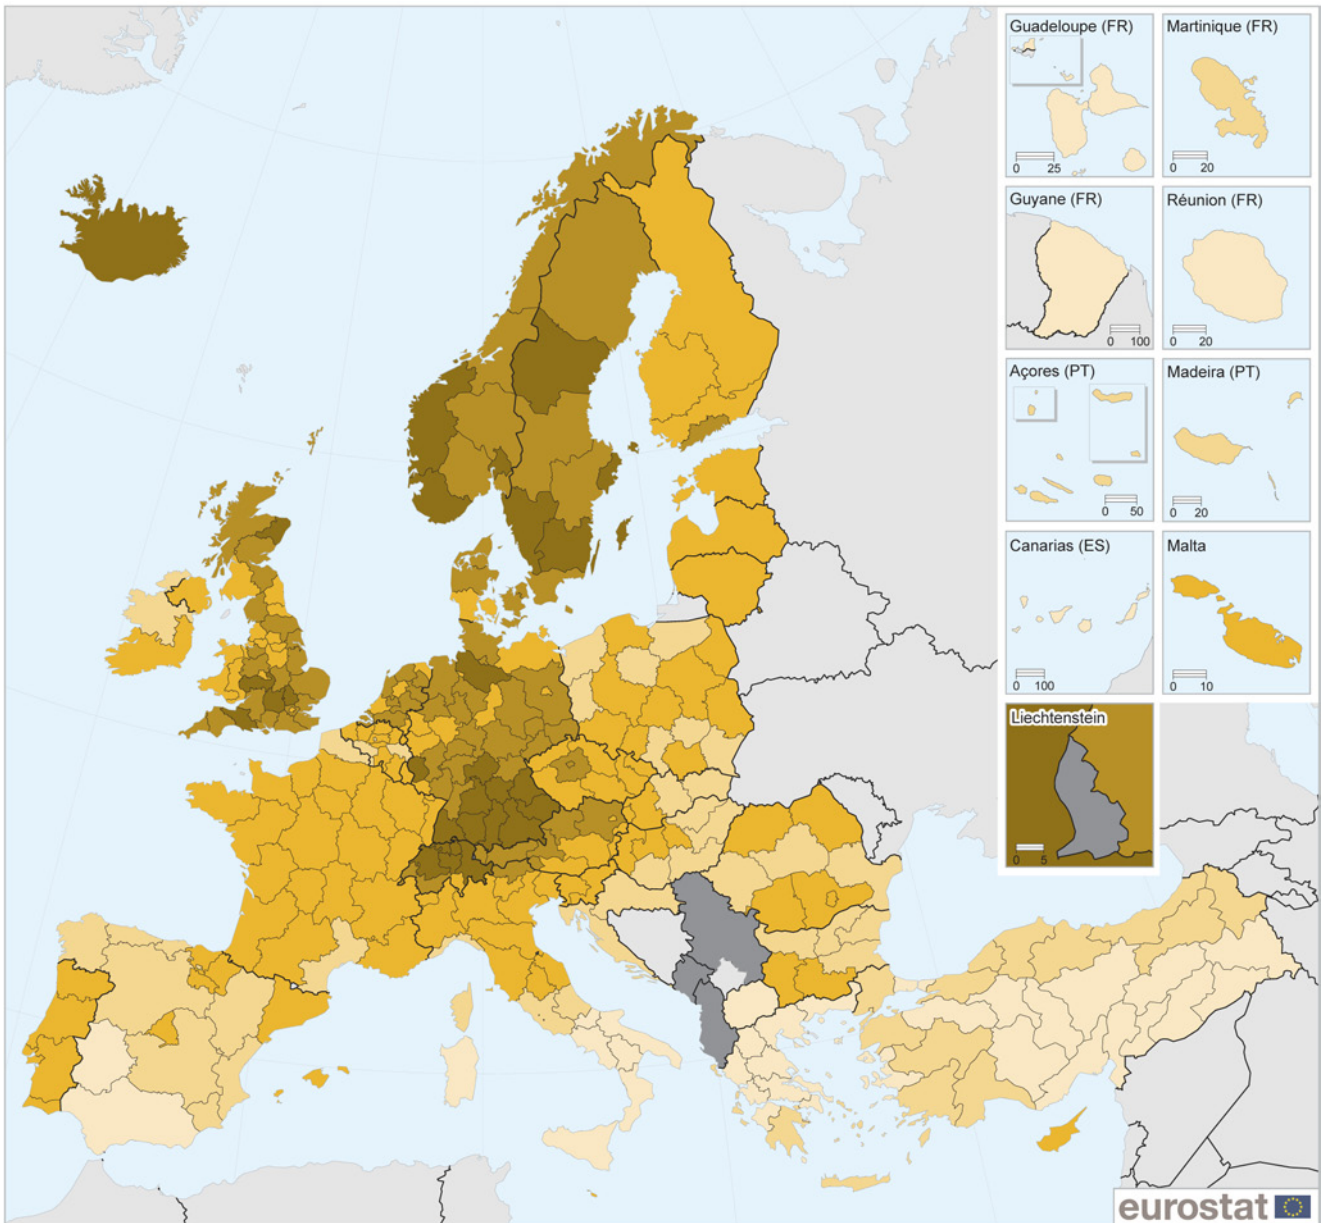 Guadeloupe (FR)
0 25
Martinique (FR)
0 20
Guyane (FR)
0 100
Réunion (FR)
0 20
Açores (PT)
0 50
Madeira (PT)
0 20
Canarias (ES)
0 100
Malta
0 10
Liechtenstein
0 5
eurostat